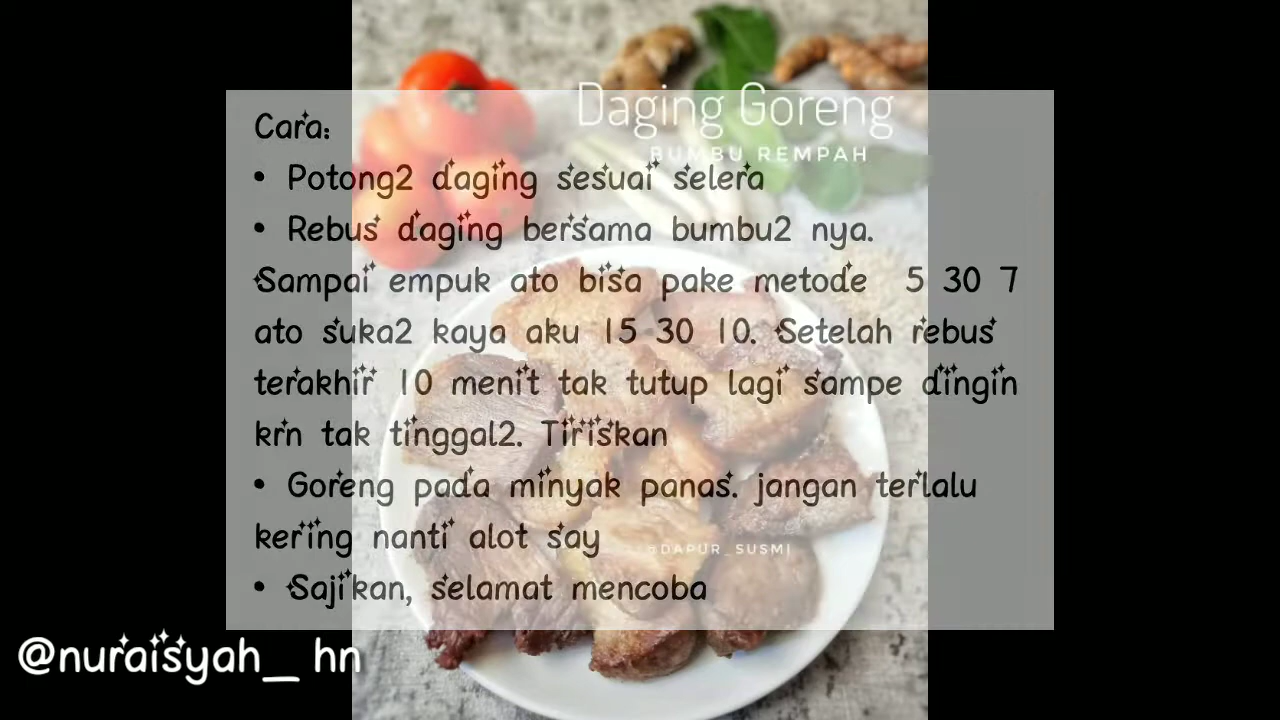 Daging Goreng
BUMBU REMPAH
Cara:
• Potong2 daging sesuai selera
• Rebus daging bersama bumbu2 nya.
Sampai empuk ato bisa pake metode 5 30 7
ato suka2 kaya aku 15 30 10. Setelah rebus
terakhir 10 menit tak tutup lagi sampe dingin
krn tak tinggal2. Tiriskan
• Goreng pada minyak panas. jangan terlalu
kering nanti alot say
@DAPUR_SUSMI
• Sajikan, selamat mencoba
@nuraisyah_ hn